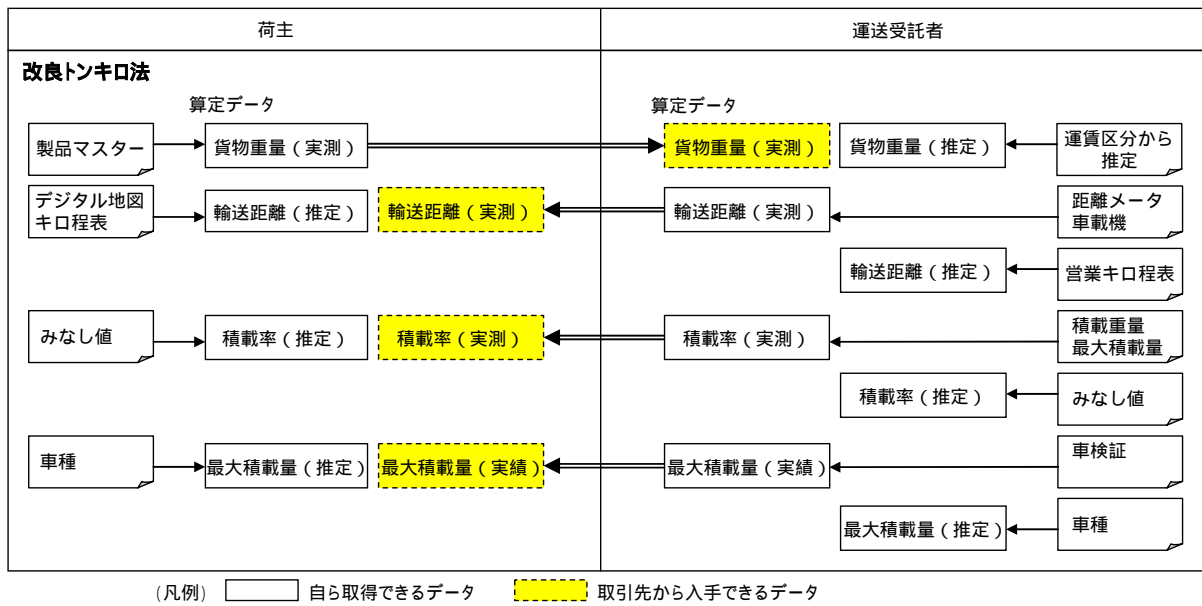 荷主
運送受託者
改良トンキロ法
算定データ
算定データ
製品マスター
貨物重量（実測）
貨物重量（実測）
貨物重量（推定）
運賃区分から
推定
デジタル地図
キロ程表
輸送距離（推定）
輸送距離（実測）
輸送距離（実測）
距離メータ
車載機
輸送距離（推定）
営業キロ程表
みなし値
積載率（推定）
積載率（実測）
積載率（実測）
積載重量
最大積載量
積載率（推定）
みなし値
車種
最大積載量（推定）
最大積載量（実績）
最大積載量（実績）
車検証
最大積載量（推定）
車種
（凡例）
自ら取得できるデータ
取引先から入手できるデータ